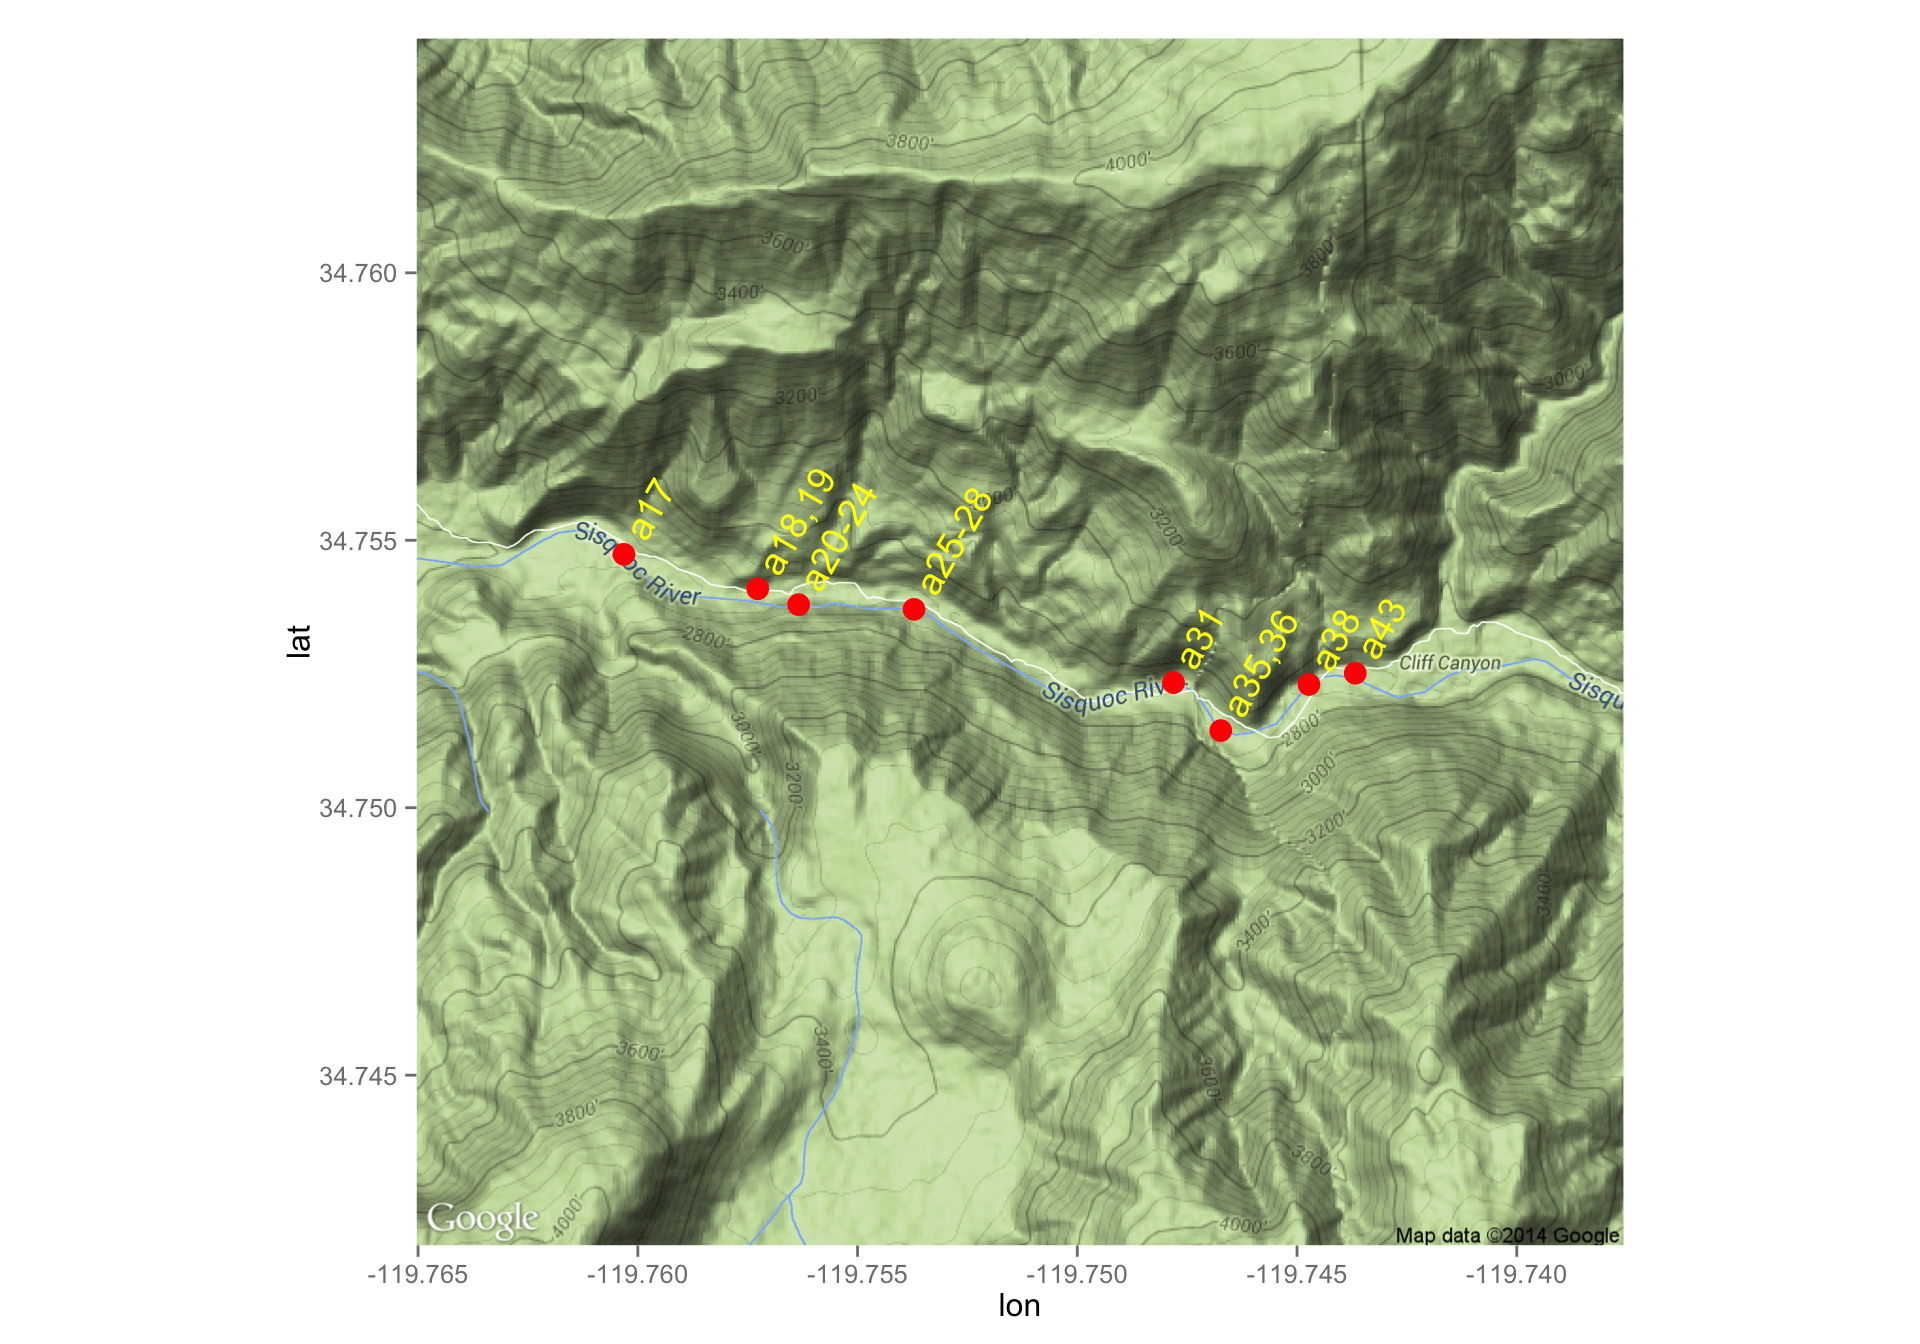 3800'
4000'
3600'
3800'
34.760
3400'
3600'
3000'
3200'
a17
a18,19
a20-24
a25-28
3200'
34.755
Sisquoc River
2800'
a31
a35,36
a38
a43
Cliff Canyon
Sisquoc River
Sisqu
lat
3000'
2800'
3200'
3000'
34.750
3200'
3400'
3400'
3400'
3600'
3600'
34.745
3800'
3800'
4000'
4000'
Google
Map data ©2014 Google
-119.765
-119.760
-119.755
-119.750
-119.745
-119.740
lon